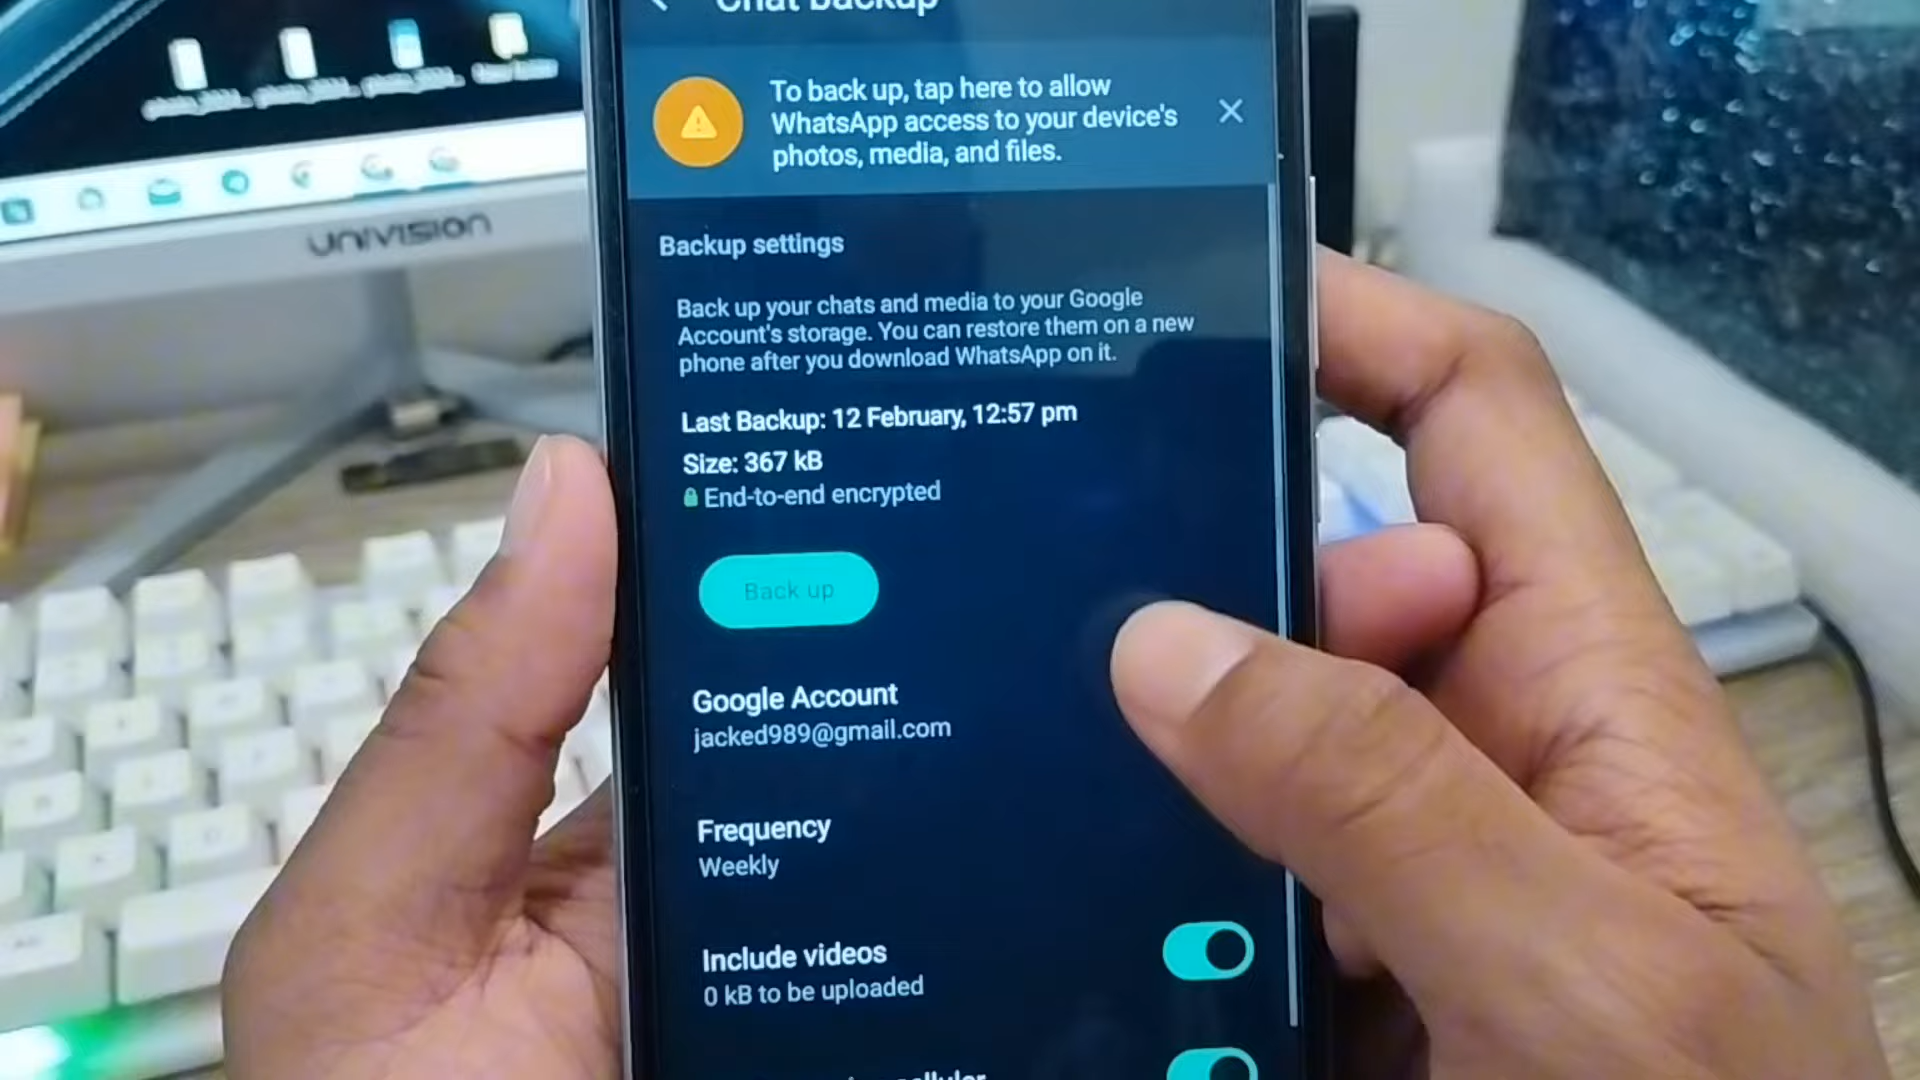 Chat backup
To back up, tap here to allow
WhatsApp access to your device's
photos, media, and files.
UNIVISION
Backup settings
Back up your chats and media to your Google
Account's storage. You can restore them on a new
phone after you download WhatsApp on it.
Last Backup: 12 February, 12:57 pm
Size: 367 kB
End-to-end encrypted
Back up
Google Account
jacked989@gmail.com
Frequency
Weekly
Include videos
0 kB to be uploaded
cellular